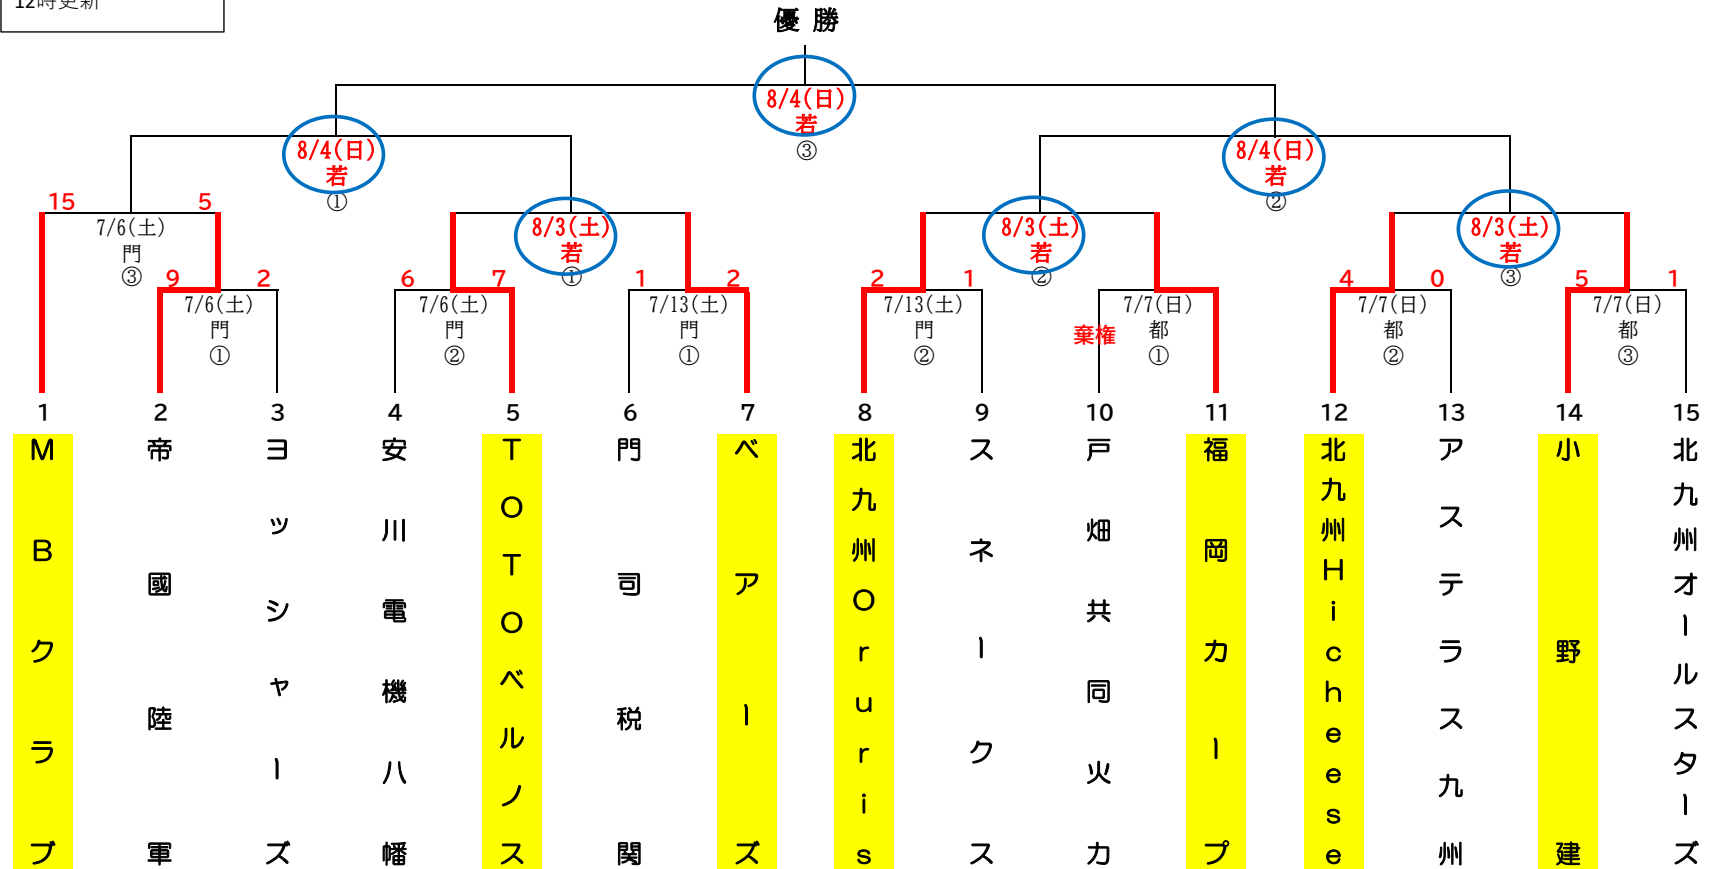 12時更新
優勝
8/4(日)
若
③
8/4(日)
若
①
8/4(日)
若
②
15
5
7/6(土)
門
③
8/3(土)
若
①
8/3(土)
若
②
8/3(土)
若
③
9
2
7/6(土)
門
①
6
7
7/6(土)
門
②
1
2
7/13(土)
門
①
2
1
7/13(土)
門
②
棄権
7/7(日)
都
①
4
0
7/7(日)
都
②
5
1
7/7(日)
都
③
1
2
3
4
5
6
7
8
9
10
11
12
13
14
15
MBクラブ
帝國陸軍
ヨッシャーズ
安川電機八幡
TOTOベルノス
門司税関
ベアーズ
北九州Oruris
スネークス
戸畑共同火力
福岡カープ
北九州Hicheese
アステラス九州
小野建
北九州オールスターズ